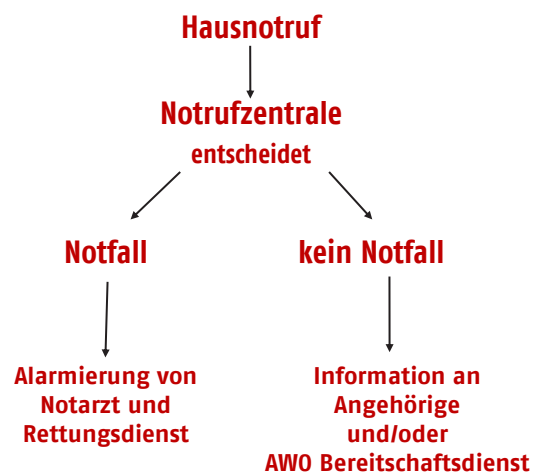 Hausnotruf
Notrufzentrale
entscheidet
Notfall
kein Notfall
Alarmierung von
Notarzt und
Rettungsdienst
Information an
Angehörige
und/oder
AWO Bereitschaftsdienst